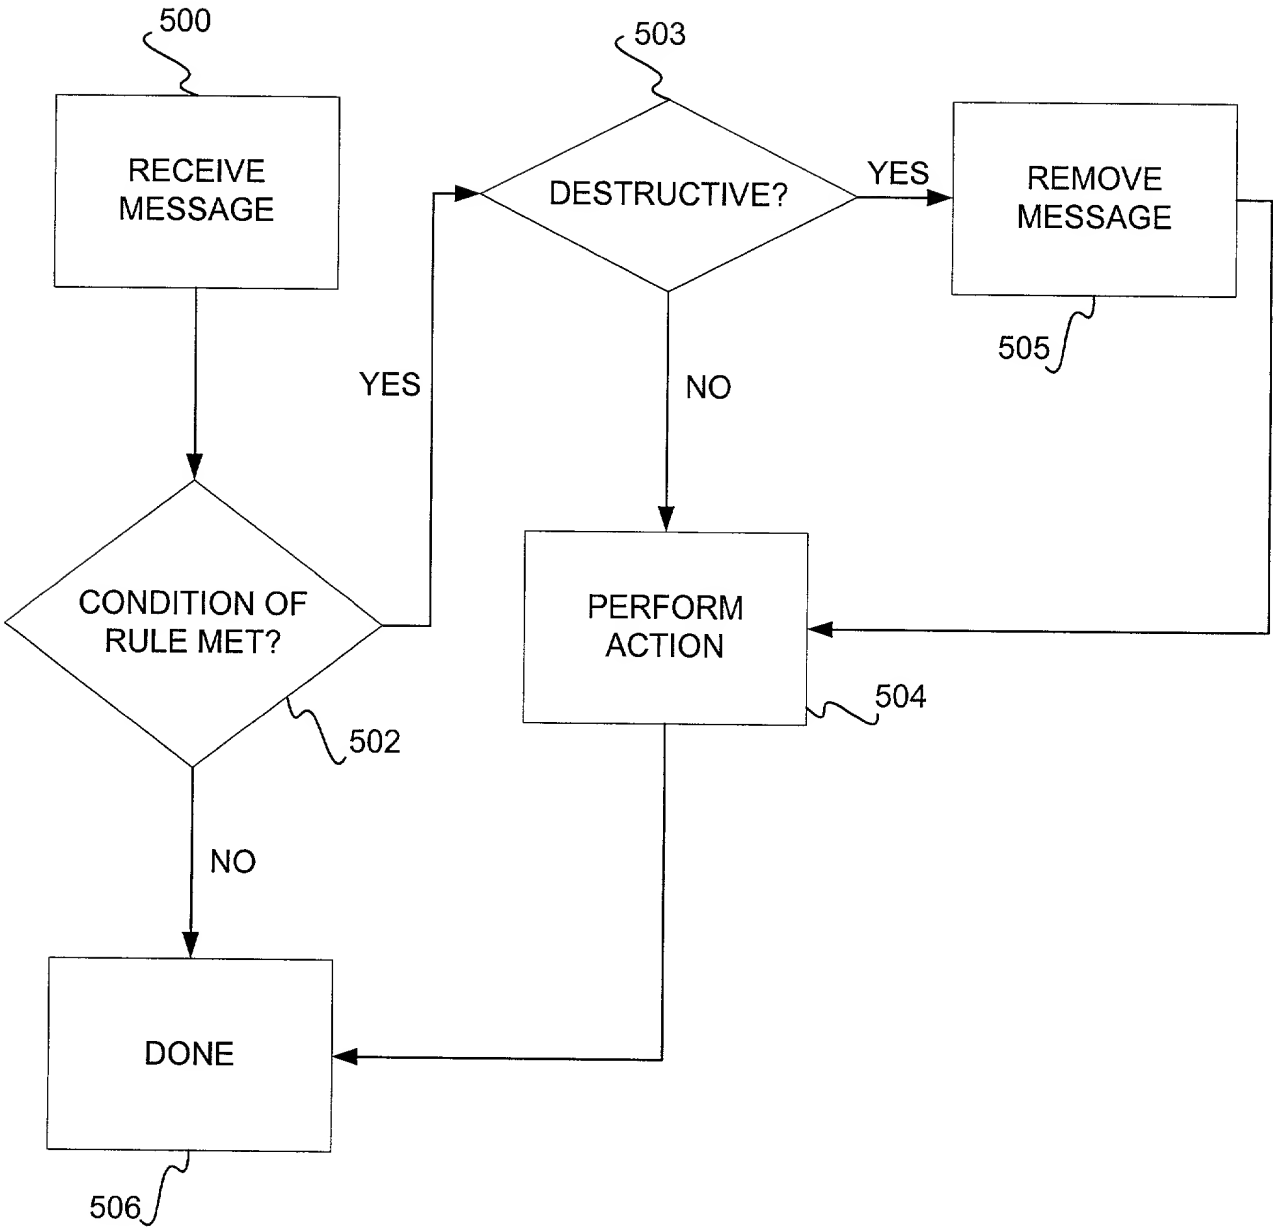 500
RECEIVE
MESSAGE
503
DESTRUCTIVE?
YES
REMOVE
MESSAGE
505
YES
NO
CONDITION OF
RULE MET?
502
PERFORM
ACTION
504
NO
DONE
506